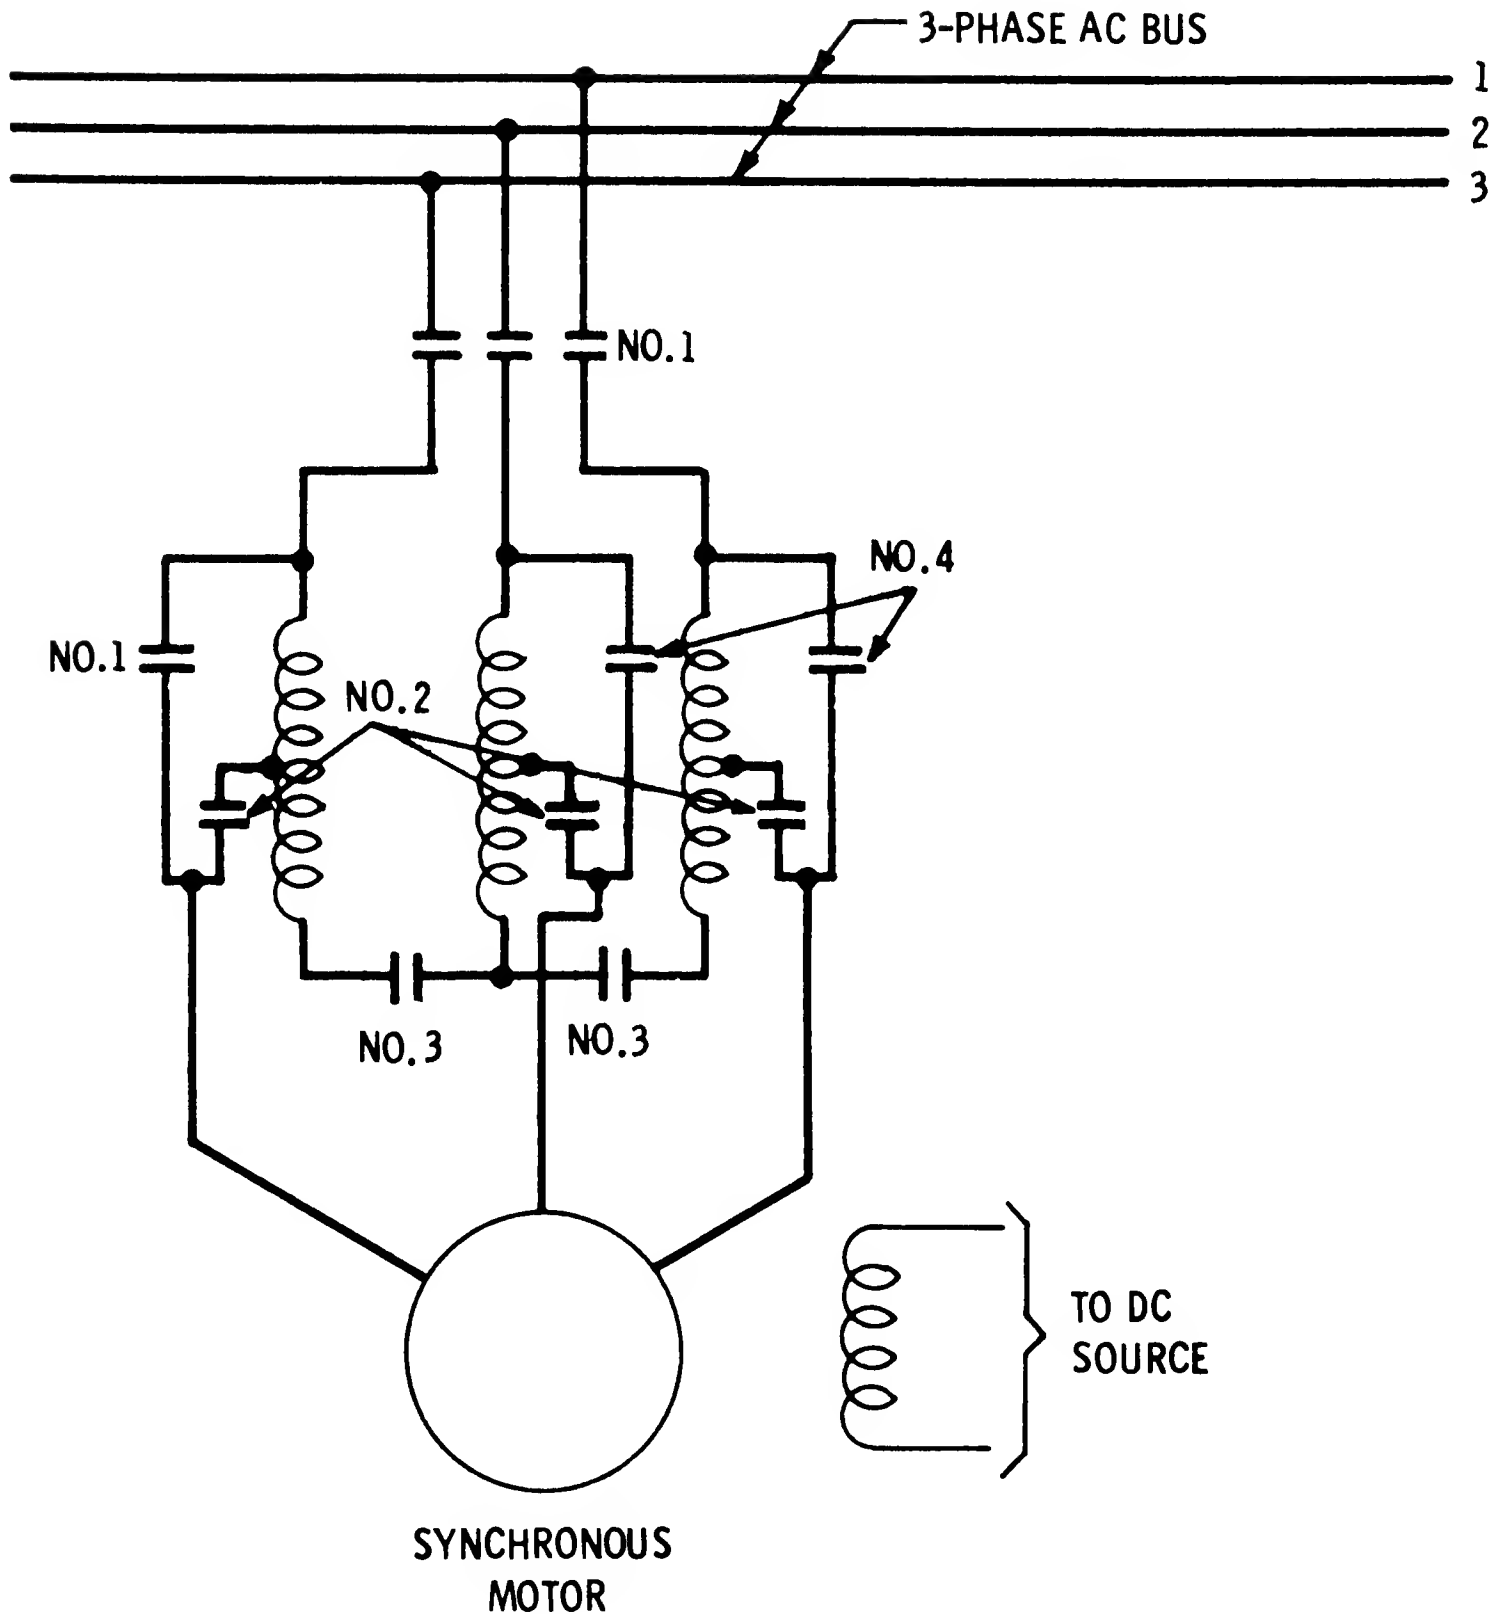 3-PHASE AC BUS
1
2
3
NO.1
NO.4
NO.1
NO.2
NO.3
NO.3
TO DC
SOURCE
SYNCHRONOUS
MOTOR